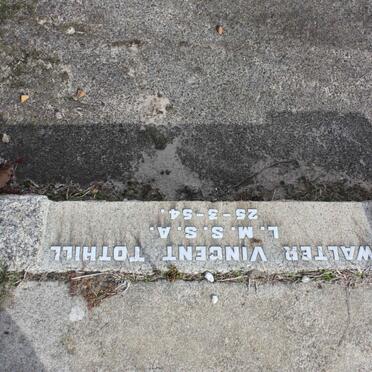 WALTER VINCENT TOTHILL
L.M.S.S.A.
25-3-54.